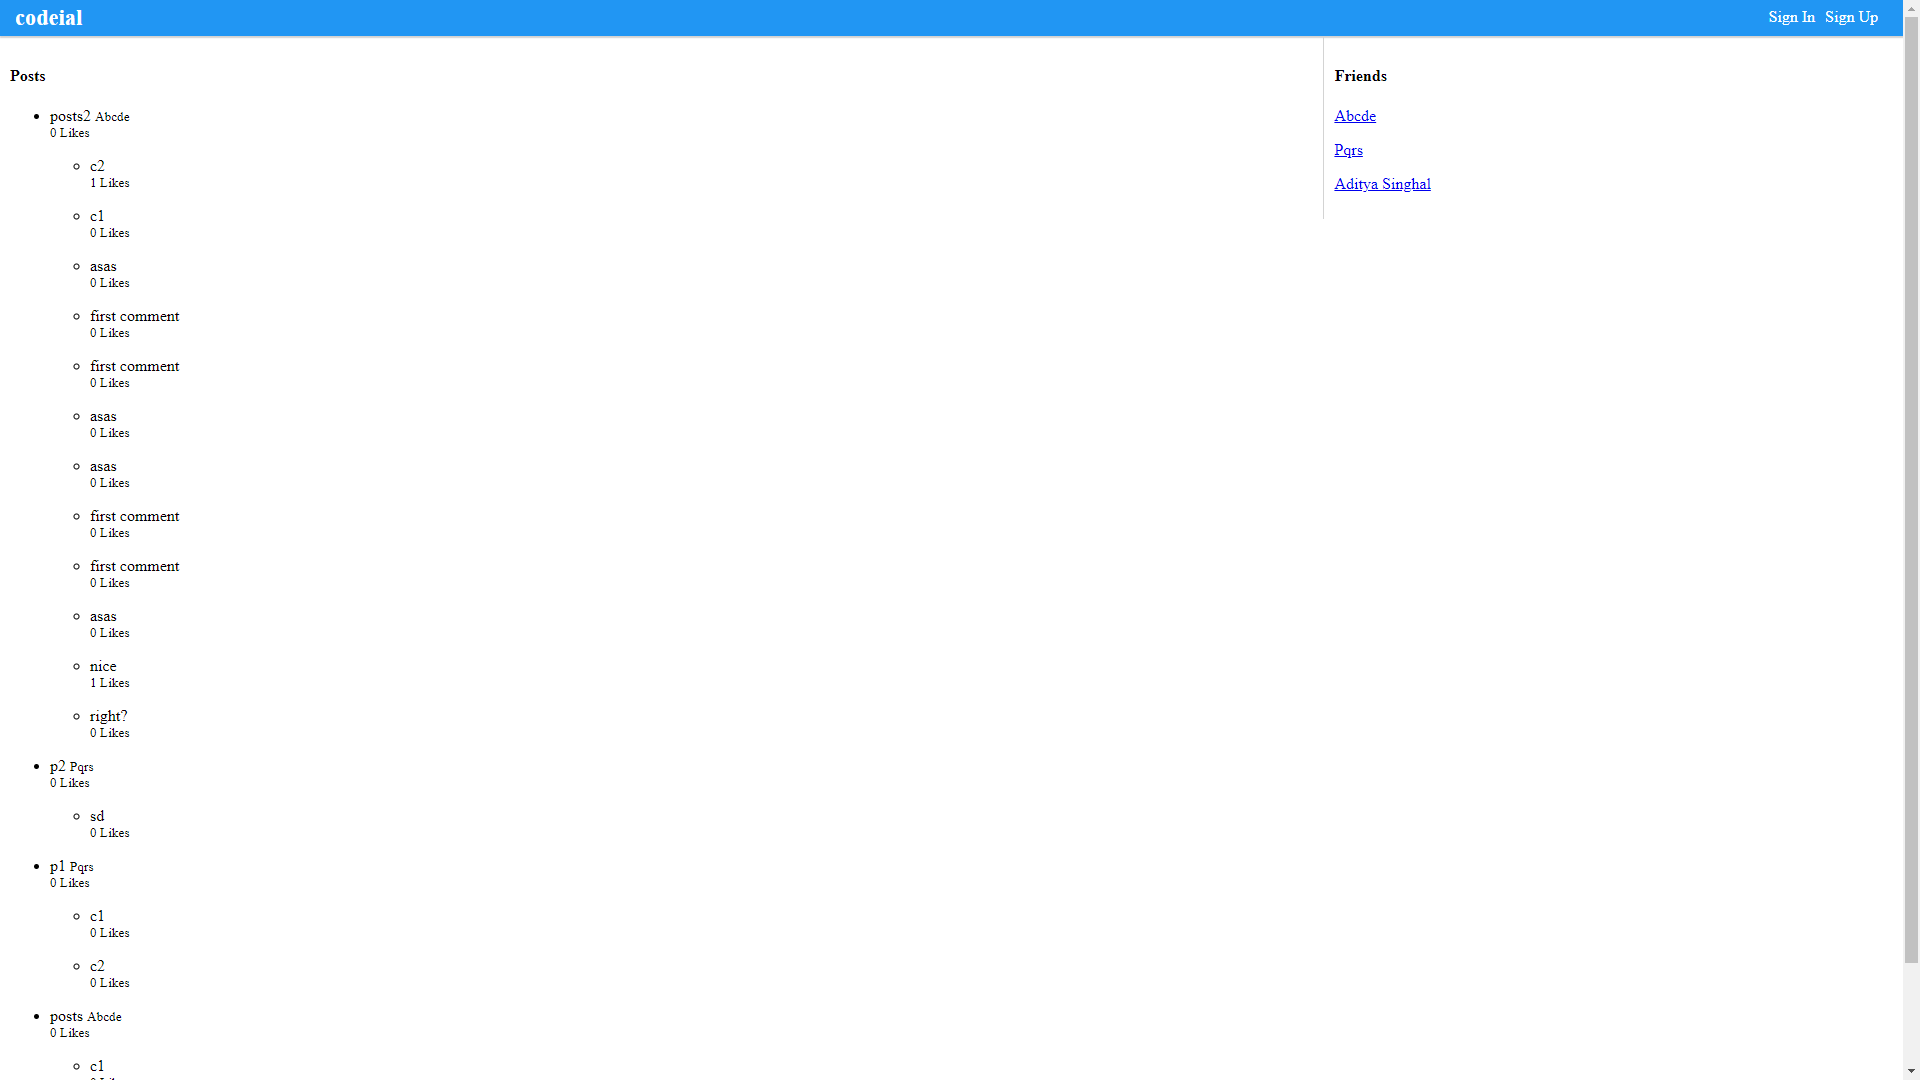 codeial
Sign In Sign Up
Posts
posts2 Abcde
0 Likes
c2
1 Likes
c1
0 Likes
asas
0 Likes
first comment
0 Likes
first comment
0 Likes
asas
0 Likes
asas
0 Likes
first comment
0 Likes
first comment
0 Likes
asas
0 Likes
nice
1 Likes
right?
0 Likes
p2 Pqrs
0 Likes
sd
0 Likes
p1 Pqrs
0 Likes
c1
0 Likes
c2
0 Likes
posts Abcde
0 Likes
c1
Friends
Abcde
Pqrs
Aditya Singhal